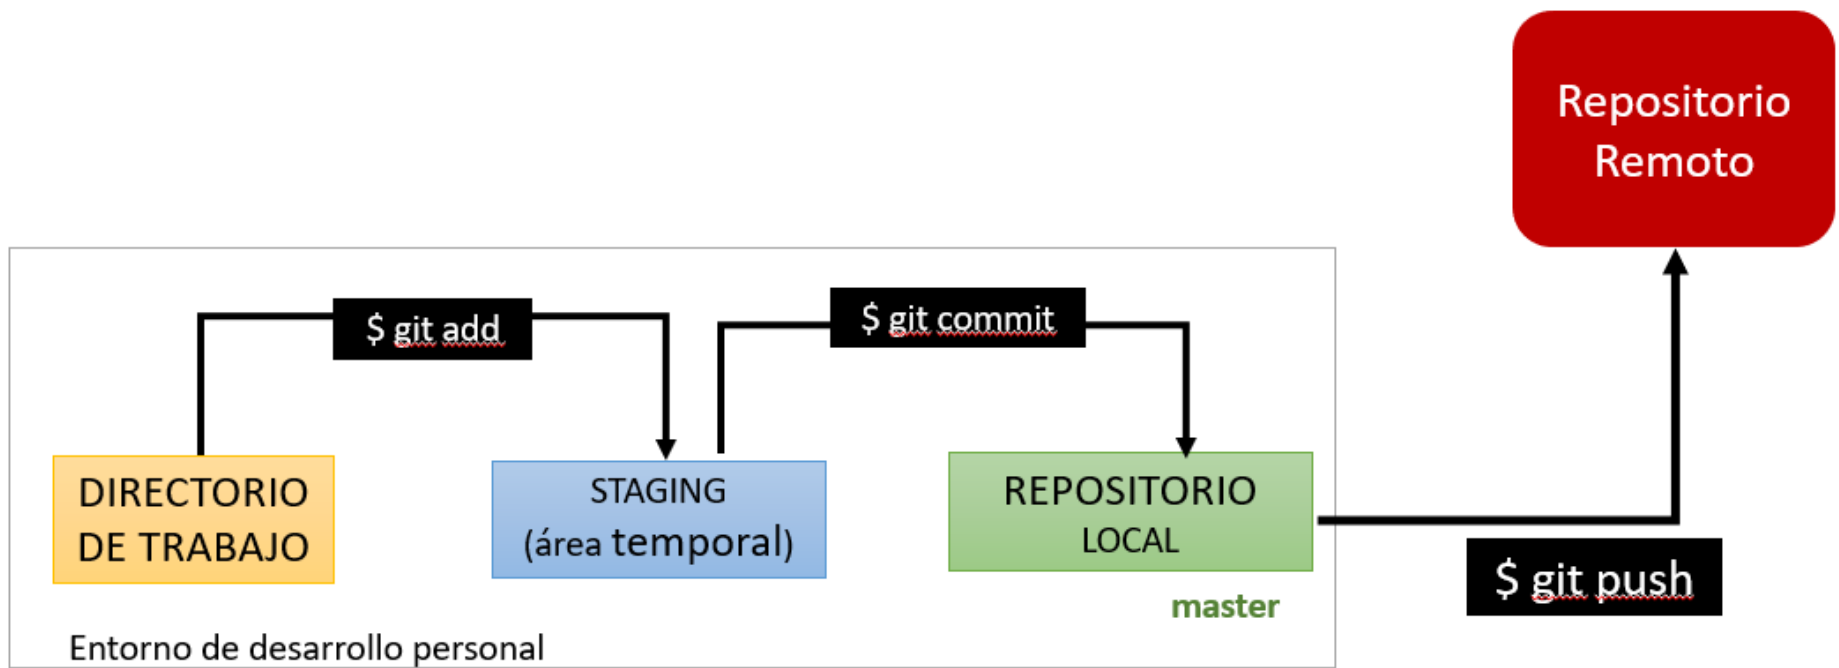 Repositorio
Remoto
$ git add
$ git commit
DIRECTORIO
DE TRABAJO
STAGING
(área temporal)
REPOSITORIO
LOCAL
$ git push
master
Entorno de desarrollo personal